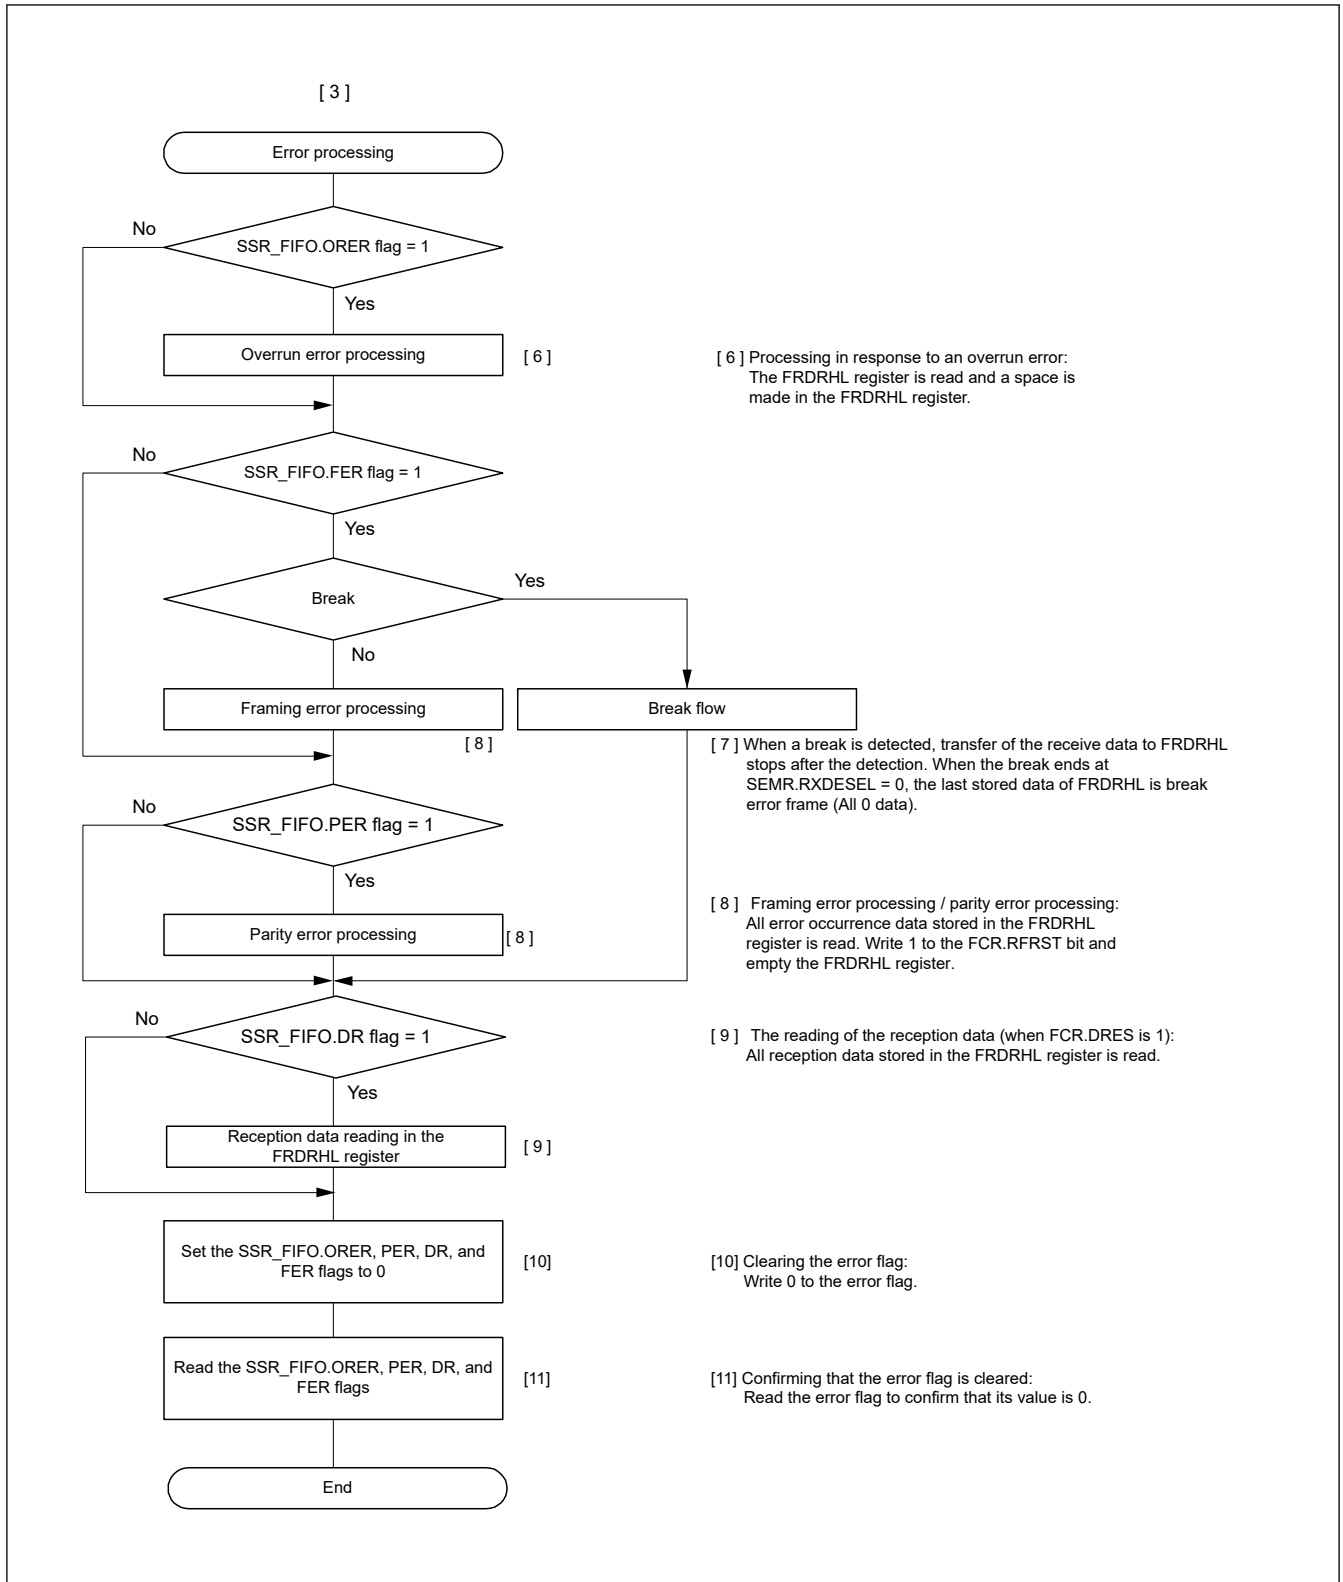 [ 3 ]
Error processing
No
SSR_FIFO.ORER flag = 1
Yes
Overrun error processing
[ 6 ]
[ 6 ] Processing in response to an overrun error:
The FRDRHL register is read and a space is
made in the FRDRHL register.
No
SSR_FIFO.FER flag = 1
Yes
Break
Yes
No
Framing error processing
Break flow
[ 8 ]
[ 7 ] When a break is detected, transfer of the receive data to FRDRHL
stops after the detection. When the break ends at
SEMR.RXDESEL = 0, the last stored data of FRDRHL is break
error frame (All 0 data).
No
SSR_FIFO.PER flag = 1
Yes
Parity error processing
[ 8 ]
[ 8 ] Framing error processing / parity error processing:
All error occurrence data stored in the FRDRHL
register is read. Write 1 to the FCR.RFRST bit and
empty the FRDRHL register.
No
SSR_FIFO.DR flag = 1
Yes
[ 9 ] The reading of the reception data (when FCR.DRES is 1):
All reception data stored in the FRDRHL register is read.
Reception data reading in the
FRDRHL register
[ 9 ]
Set the SSR_FIFO.ORER, PER, DR, and
FER flags to 0
[10]
[10] Clearing the error flag:
Write 0 to the error flag.
Read the SSR_FIFO.ORER, PER, DR, and
FER flags
[11]
[11] Confirming that the error flag is cleared:
Read the error flag to confirm that its value is 0.
End